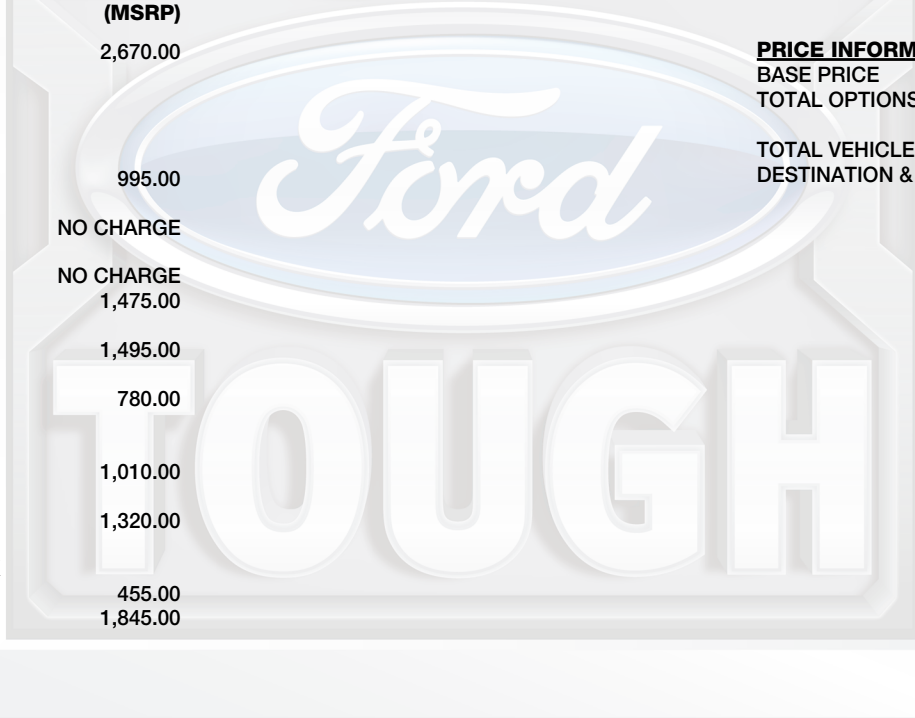 (MSRP)
2,670.00
995.00
NO CHARGE
NO CHARGE
1,475.00
1,495.00
780.00
1,010.00
1,320.00
455.00
1,845.00
PRICE INFORM
BASE PRICE
TOTAL OPTIONS
TOTAL VEHICLE
DESTINATION &
Ford
TOUGH